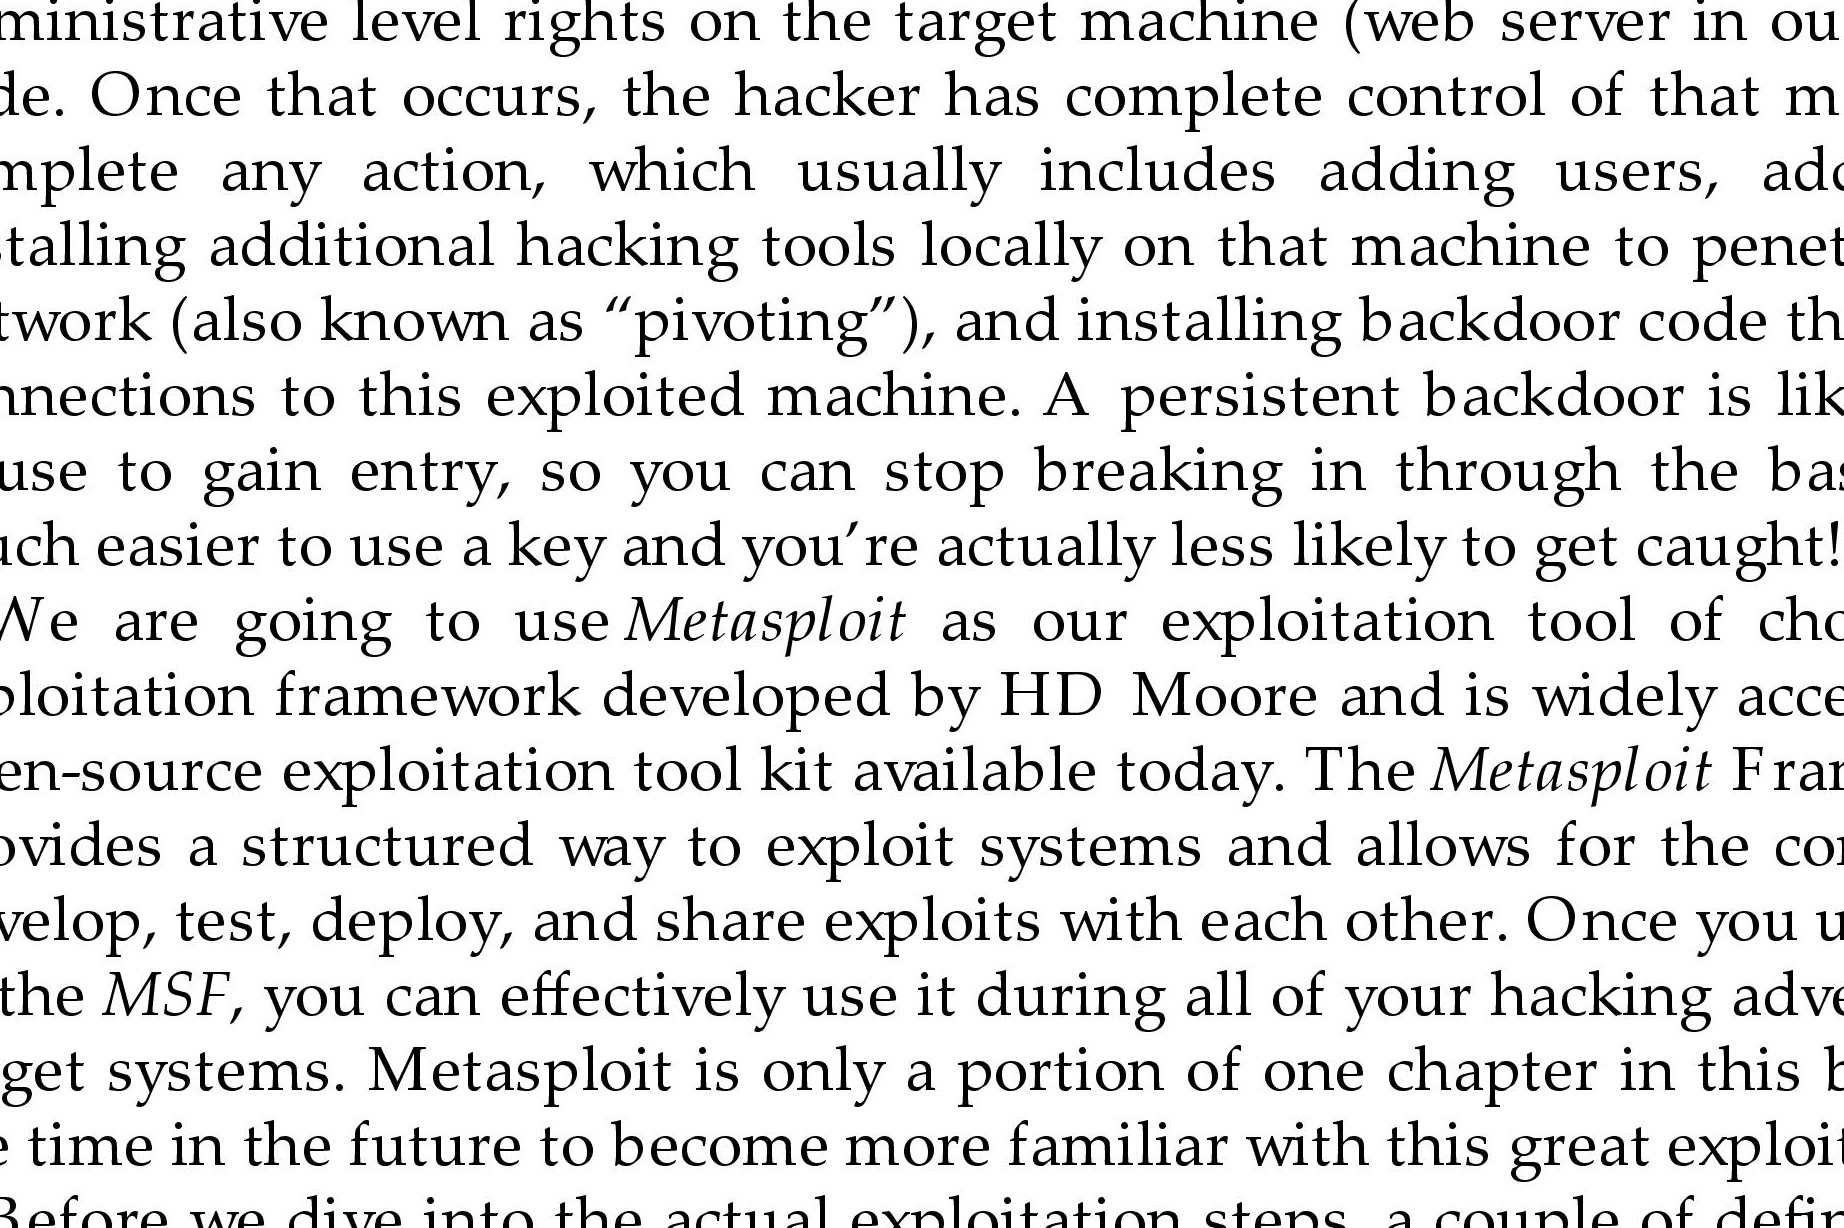 ministrative level rights on the target machine (web server in ou
de. Once that occurs, the hacker has complete control of that m
mplete any action, which usually includes adding users, add
stalling additional hacking tools locally on that machine to penet
twork (also known as “pivoting”), and installing backdoor code th
nnections to this exploited machine. A persistent backdoor is lik
use to gain entry, so you can stop breaking in through the bas
uch easier to use a key and you’re actually less likely to get caught!
We are going to use Metasploit as our exploitation tool of cho
ploitation framework developed by HD Moore and is widely acce
en-source exploitation tool kit available today. The Metasploit Fram
ovides a structured way to exploit systems and allows for the com
velop, test, deploy, and share exploits with each other. Once you u
the MSF, you can effectively use it during all of your hacking adve
get systems. Metasploit is only a portion of one chapter in this b
e time in the future to become more familiar with this great exploit
Before we dive into the actual exploitation steps, a couple of defin